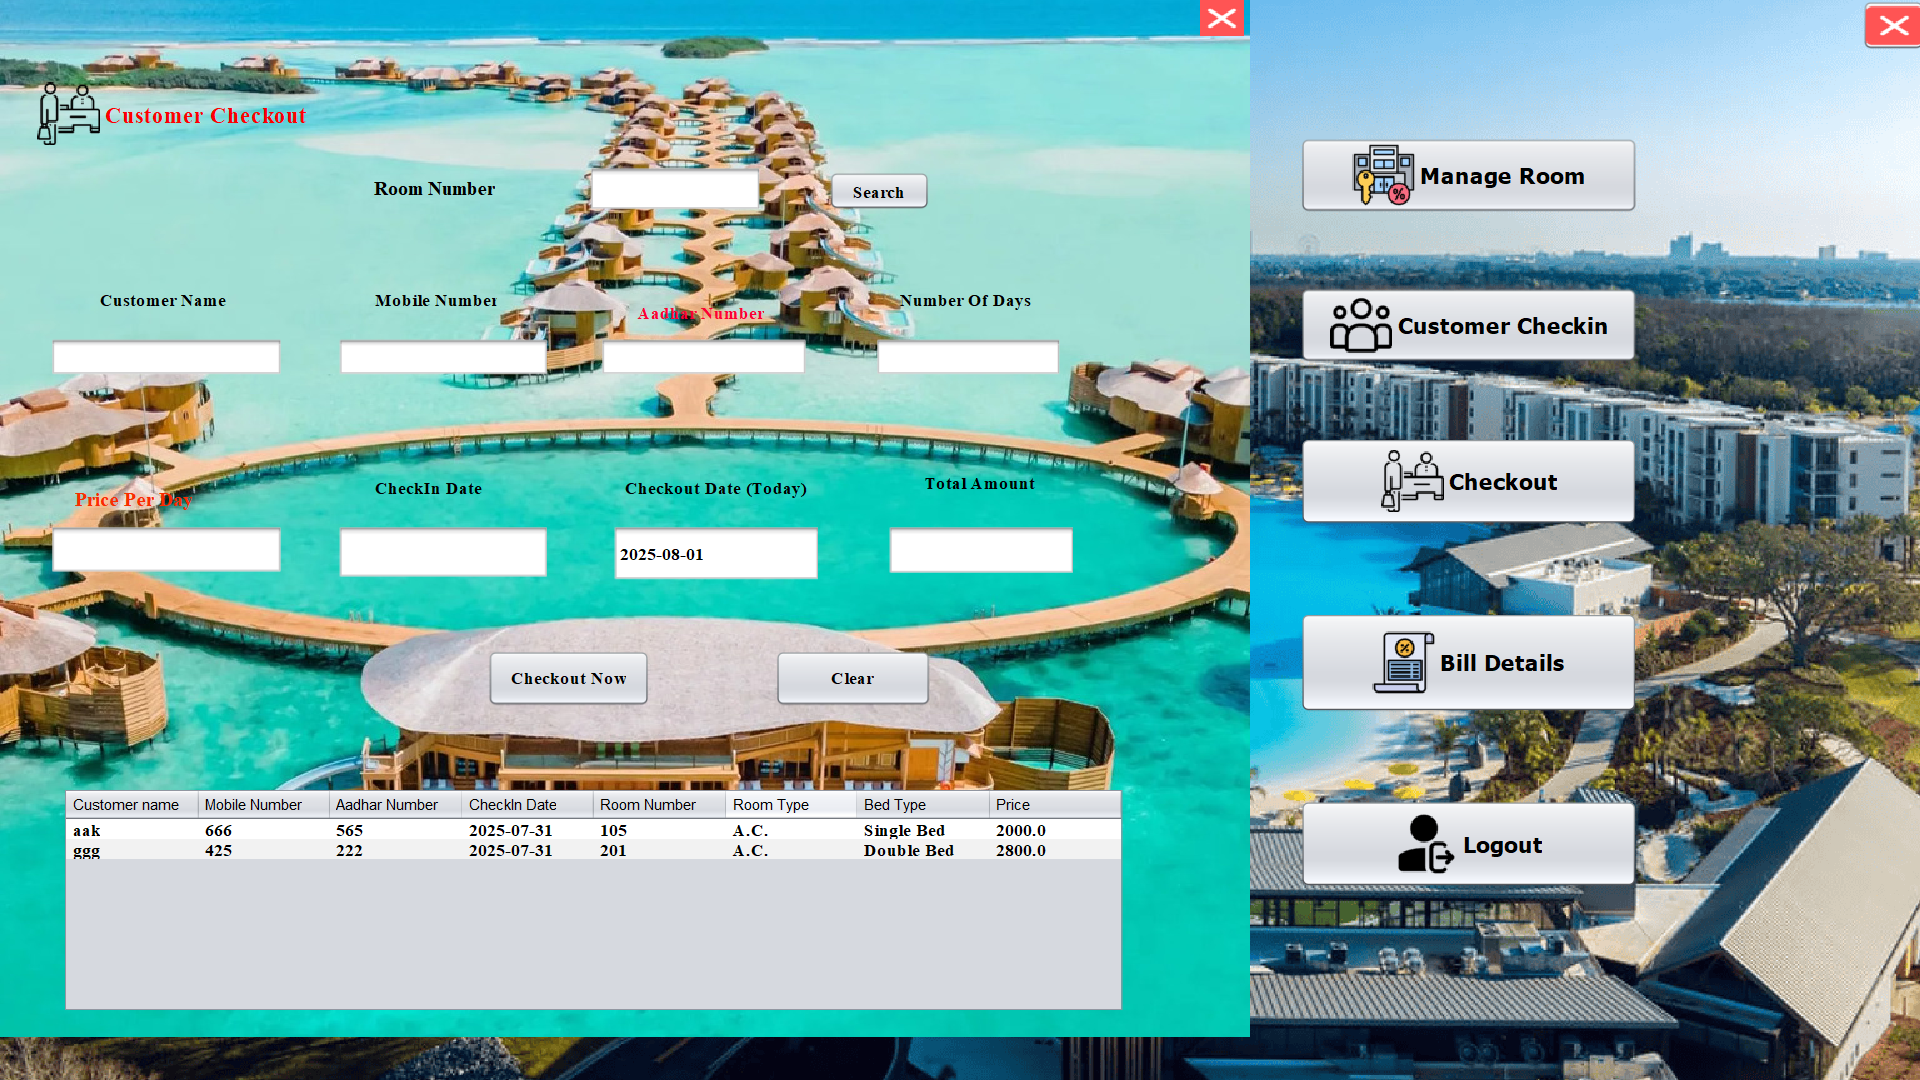 Customer Checkout
Room Number
Search
Customer Name
Mobile Number
Aadhar Number
Number Of Days
Price Per Day
CheckIn Date
Checkout Date (Today)
Total Amount
2025-08-01
Checkout Now
Clear
Customer name Mobile Number Aadhar Number CheckIn Date Room Number Room Type Bed Type Price
aak 666 565 2025-07-31 105 A.C. Single Bed 2000.0
ggg 425 222 2025-07-31 201 A.C. Double Bed 2800.0
Manage Room
Customer Checkin
Checkout
Bill Details
Logout